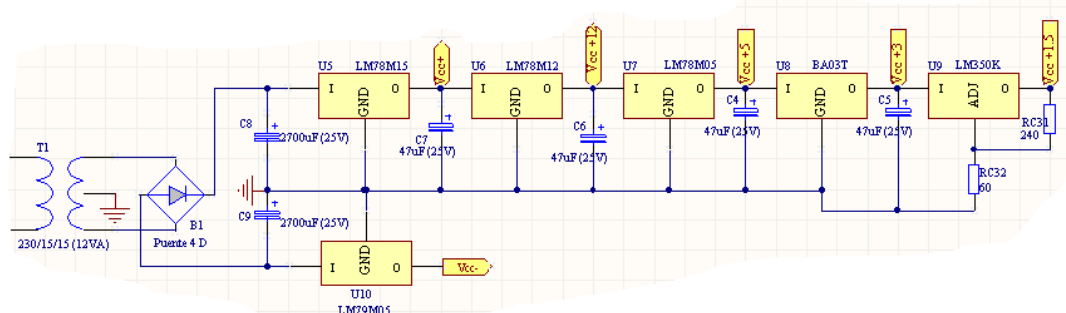 Vcc+
Vcc +12
Vcc +5
Vcc +3
Vcc +1.5
U5 LM78M15
I GND O
U6 LM78M12
I GND O
U7 LM78M05
I GND O
U8 BA03T
I GND O
U9 LM350K
I ADJ O
C8
2700uF(25V)
C7
47uF(25V)
C6
47uF(25V)
C4
47uF(25V)
C5
47uF(25V)
RC31
240
RC32
60
T1
230/15/15 (12VA)
B1
Puente 4 D
C9
2700uF(25V)
I GND O
Vcc-
U10
LM79M05